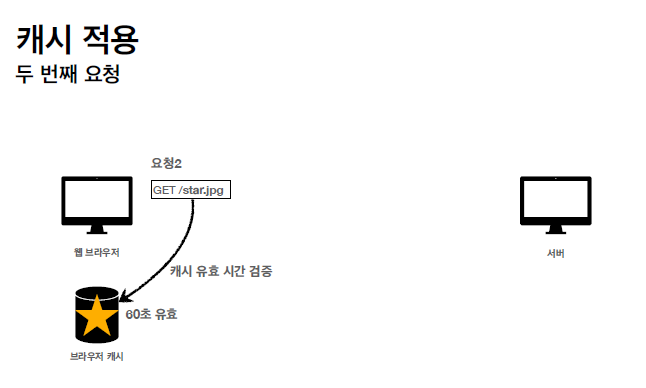 캐시 적용
두 번째 요청
요청2
GET /star.jpg
웹 브라우저
서버
캐시 유효 시간 검증
60초 유효
브라우저 캐시